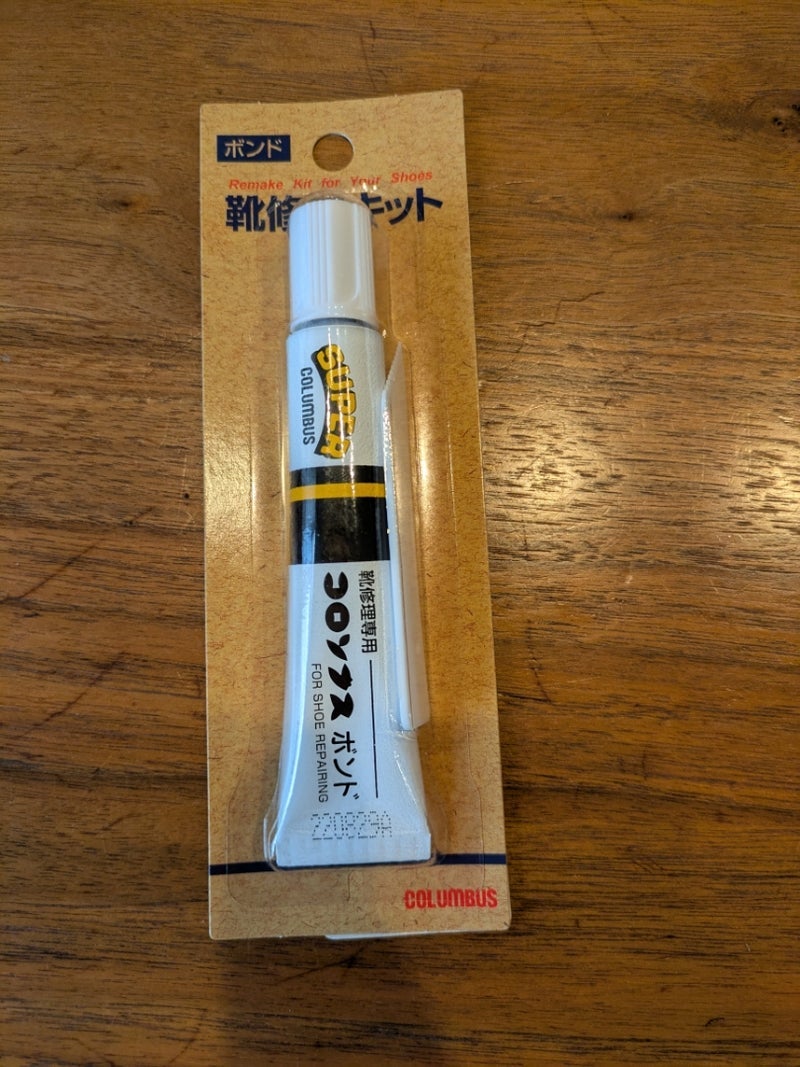 ボンド
Remake Kit for Your Shoes
靴修 キット
SUPER
COLUMBUS
靴修理専用
コロンブス ボンド
FOR SHOE REPAIRING
220829A
COLUMBUS